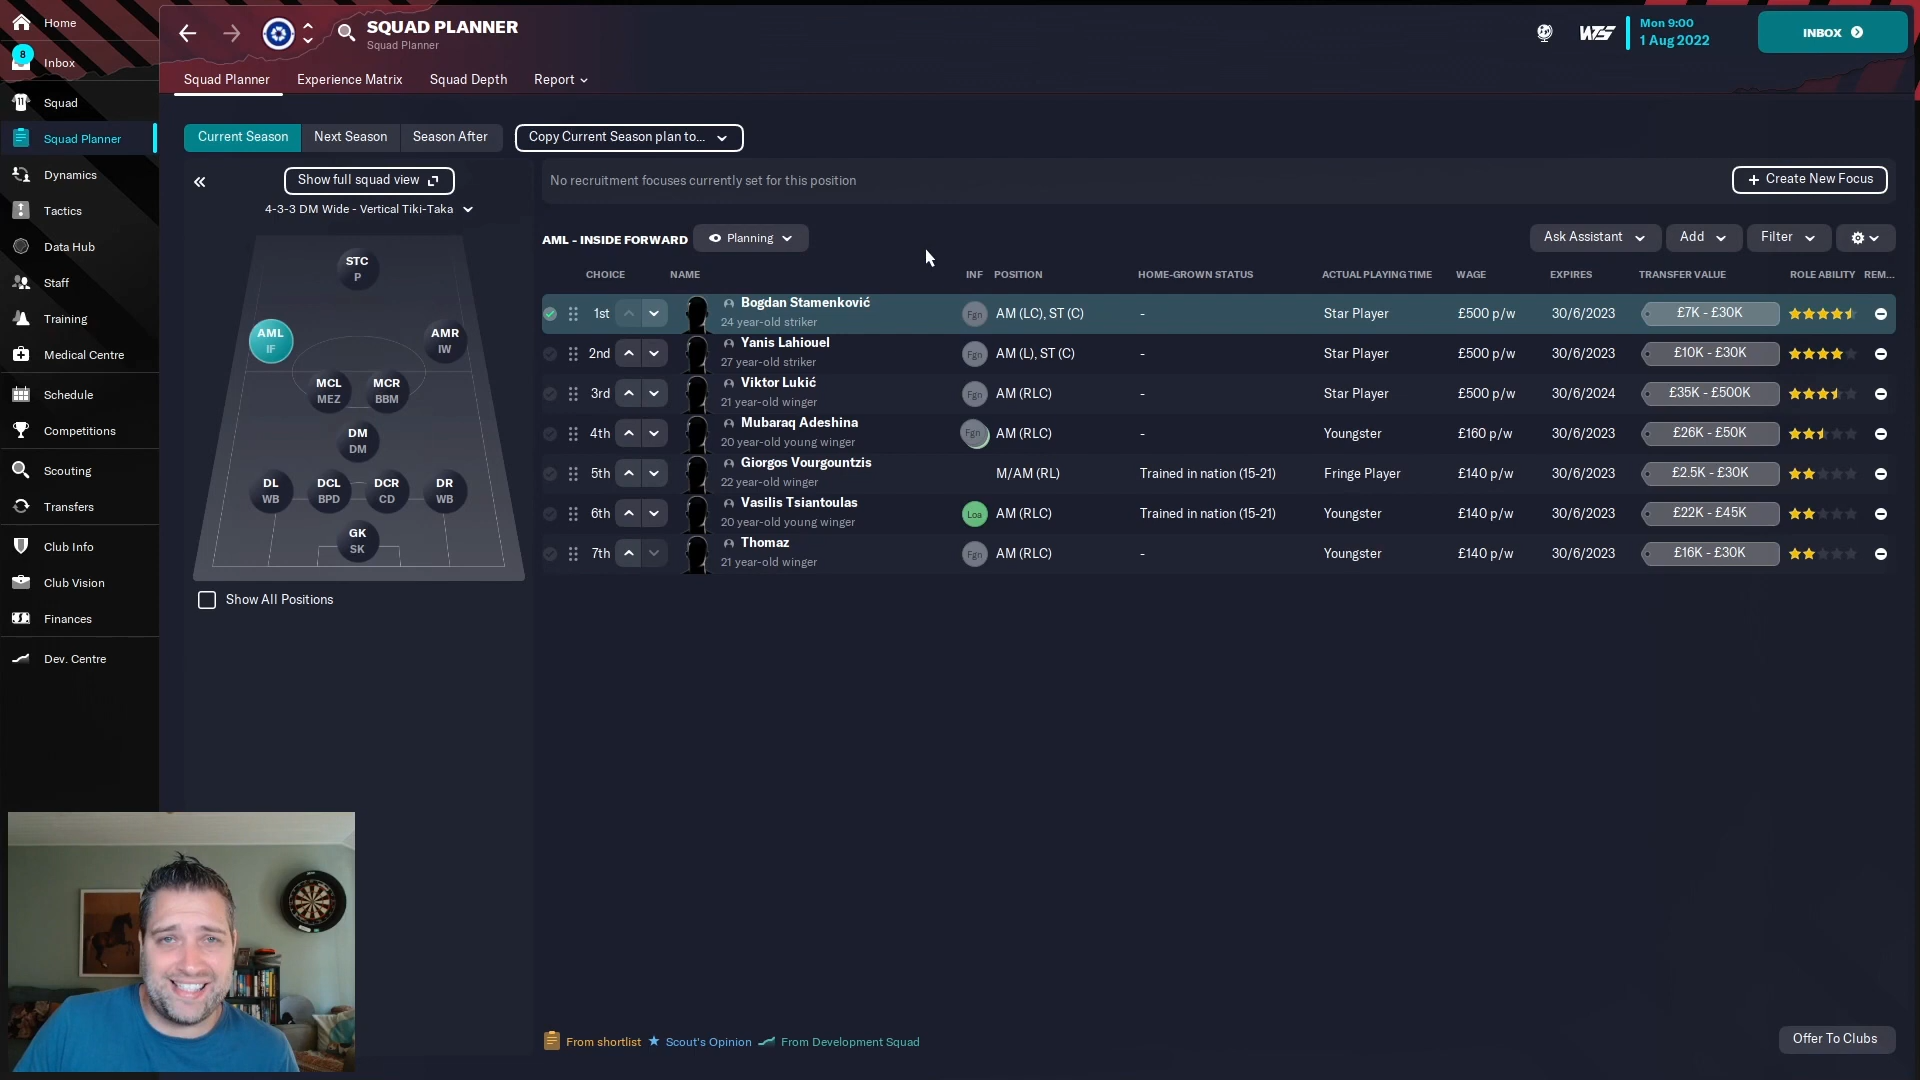 Home
8
Inbox
Squad
Squad Planner
Dynamics
Tactics
Data Hub
Staff
Training
Medical Centre
Schedule
Competitions
Scouting
Transfers
Club Info
Club Vision
Finances
Dev. Centre
SQUAD PLANNER
Squad Planner
Mon 9:00
1 Aug 2022
INBOX
Squad Planner Experience Matrix Squad Depth Report
Current Season Next Season Season After Copy Current Season plan to...
Show full squad view
4-3-3 DM Wide - Vertical Tiki-Taka
STC
P
AML
IF
AMR
IW
MCL
MEZ
MCR
BBM
DM
DM
DL
WB
DCL
BPD
DCR
CD
DR
WB
GK
SK
Show All Positions
No recruitment focuses currently set for this position
Create New Focus
AML - INSIDE FORWARD Planning
Ask Assistant Add Filter
CHOICE NAME INF POSITION HOME-GROWN STATUS ACTUAL PLAYING TIME WAGE EXPIRES TRANSFER VALUE ROLE ABILITY REM...
1st Bogdan Stamenković Fgn AM (LC), ST (C) - Star Player £500 p/w 30/6/2023 £7K - £30K
24 year-old striker
2nd Yanis Lahiouel Fgn AM (L), ST (C) - Star Player £500 p/w 30/6/2023 £10K - £30K
27 year-old striker
3rd Viktor Lukić Fgn AM (RLC) - Star Player £500 p/w 30/6/2024 £35K - £500K
21 year-old winger
4th Mubaraq Adeshina Fgn AM (RLC) - Youngster £160 p/w 30/6/2023 £26K - £50K
20 year-old young winger
5th Giorgos Vourgountzis M/AM (RL) Trained in nation (15-21) Fringe Player £140 p/w 30/6/2023 £2.5K - £30K
22 year-old winger
6th Vasilis Tsiantoulas Loa AM (RLC) Trained in nation (15-21) Youngster £140 p/w 30/6/2023 £22K - £45K
20 year-old young winger
7th Thomaz Fgn AM (RLC) - Youngster £140 p/w 30/6/2023 £16K - £30K
21 year-old winger
From shortlist Scout's Opinion From Development Squad
Offer To Clubs